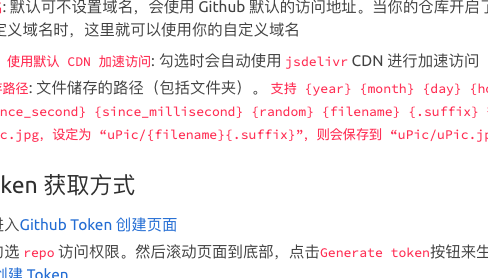 : 默认可不设置域名，会使用 Github 默认的访问地址。当你的仓库开启了
定义域名时，这里就可以使用你的自定义域名
使用默认 CDN 加速访问: 勾选时会自动使用 jsdelivr CDN 进行加速访问
路径: 文件储存的路径（包括文件夹）。 支持 {year} {month} {day} {ho
nce_second} {since_millisecond} {random} {filename} {.suffix}
c.jpg，设定为 “uPic/{filename}{.suffix}”，则会保存到 “uPic/uPic.jp
ken 获取方式
进入Github Token 创建页面
勾选 repo 访问权限。然后滚动页面到底部，点击Generate token按钮来生
创建 Token